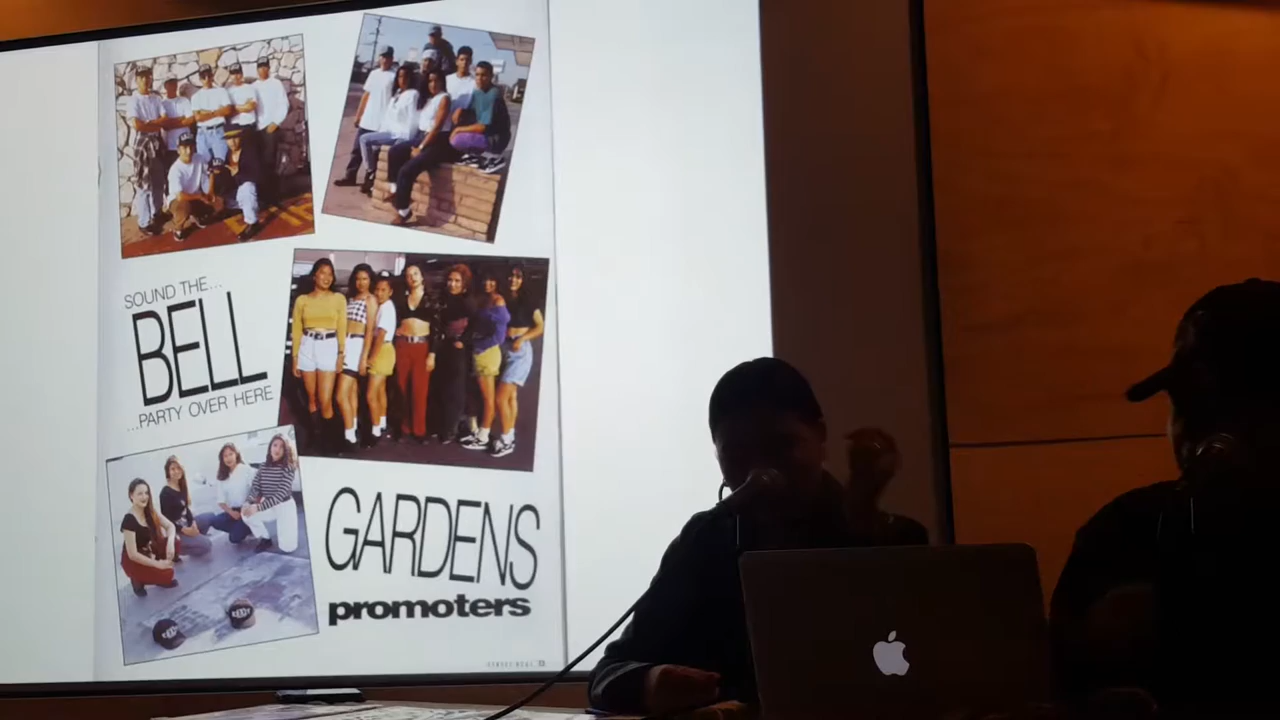 SOUND THE...
BELL
...PARTY OVER HERE
GARDENS
promoters